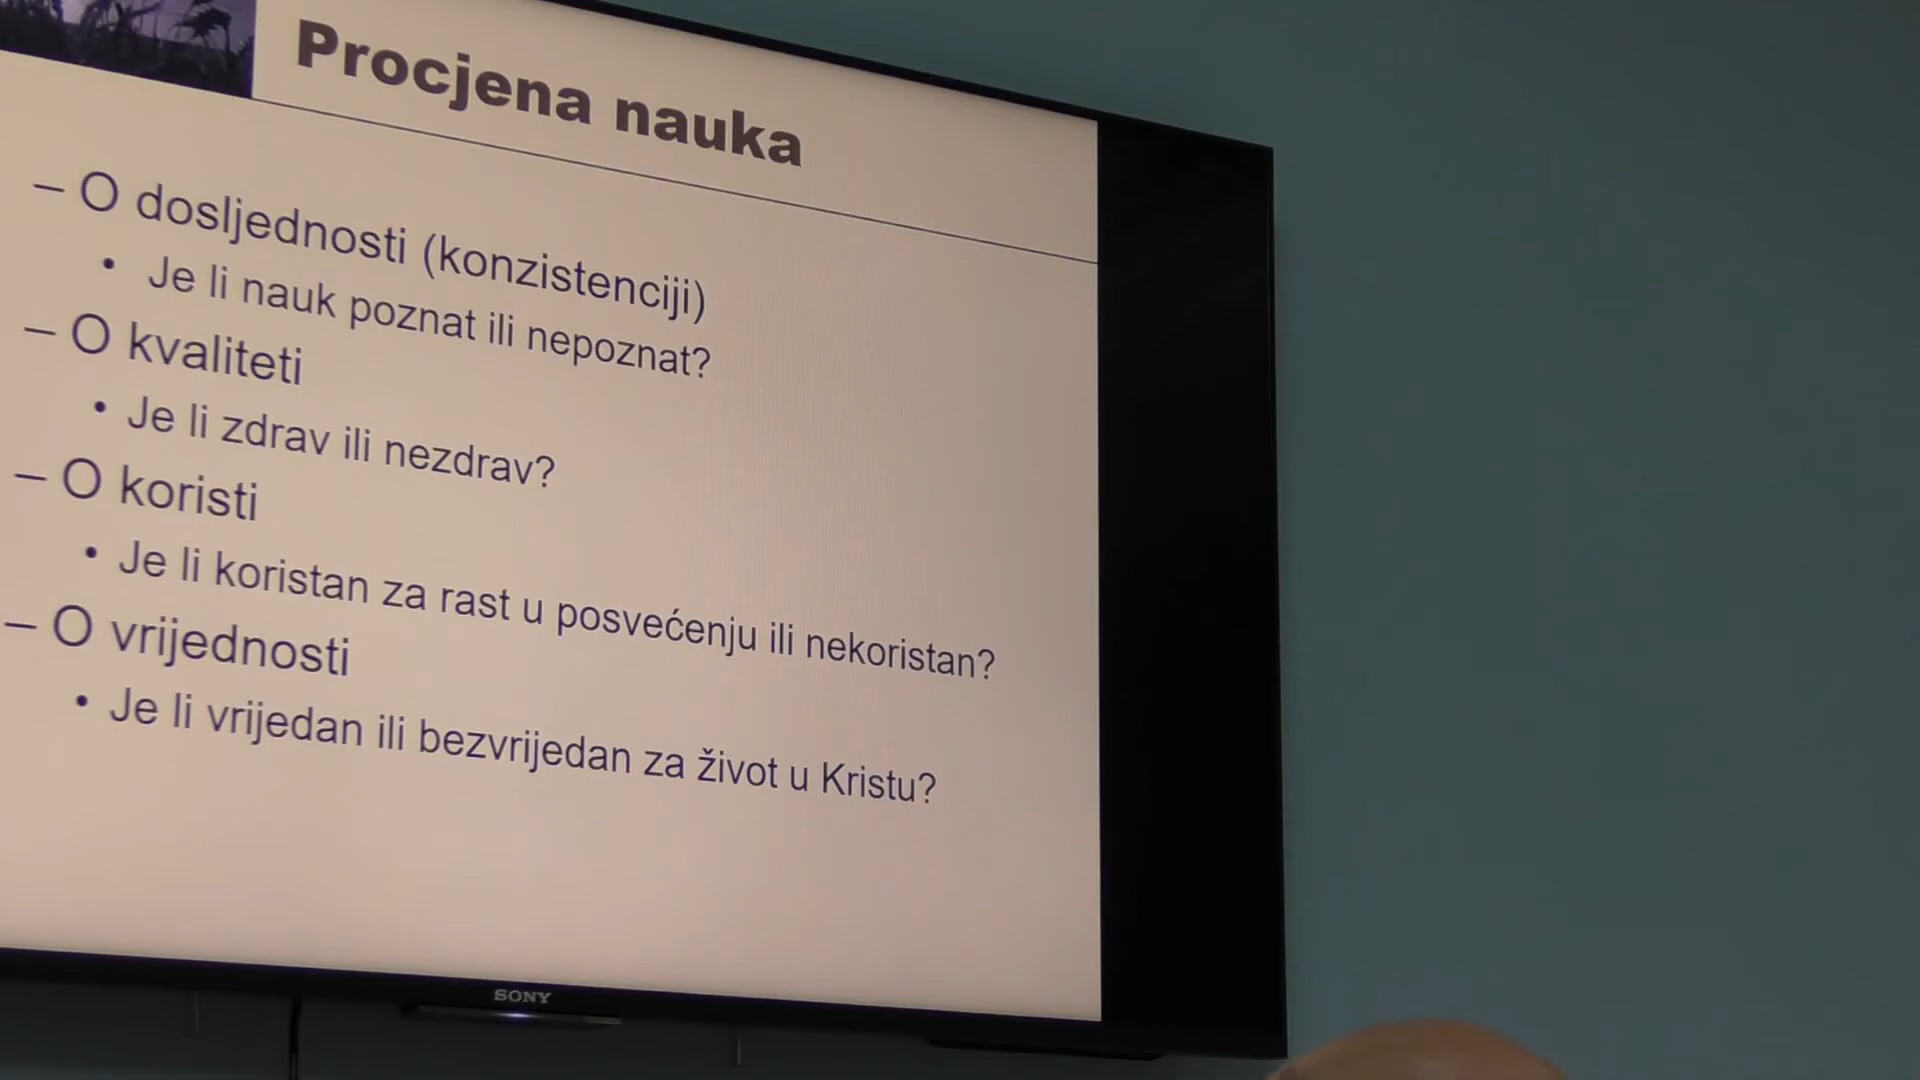 Procjena nauka
– O dosljednosti (konzistenciji)
• Je li nauk poznat ili nepoznat?
– O kvaliteti
• Je li zdrav ili nezdrav?
– O koristi
• Je li koristan za rast u posvećenju ili nekoristan?
– O vrijednosti
• Je li vrijedan ili bezvrijedan za život u Kristu?
SONY